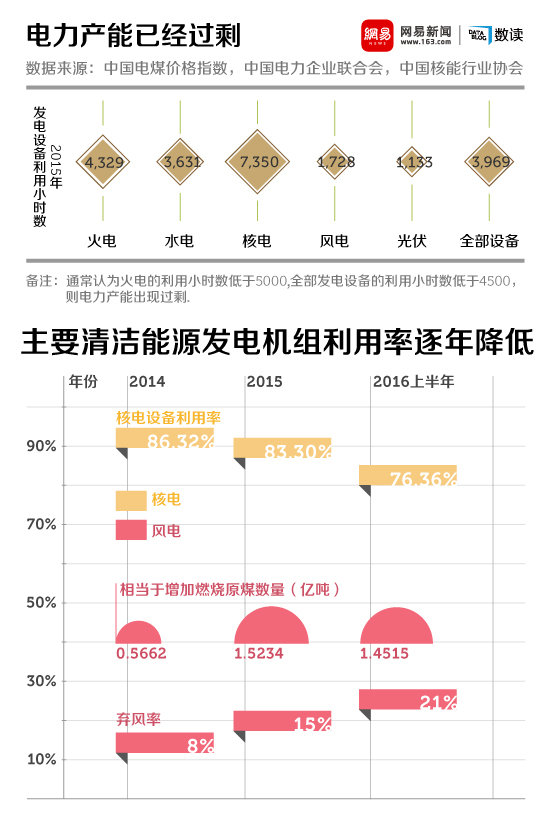 电力产能已经过剩
網易
NEWS
网易新闻
www.163.com
DATA
BLOG
数读
数据来源：中国电煤价格指数，中国电力企业联合会，中国核能行业协会
2015年
发电设备利用小时数
4,329
3,631
7,350
1,728
1,133
3,969
火电
水电
核电
风电
光伏
全部设备
备注：通常认为火电的利用小时数低于5000,全部发电设备的利用小时数低于4500，
则电力产能出现过剩.
主要清洁能源发电机组利用率逐年降低
年份
2014
2015
2016上半年
核电设备利用率
90%
86.32%
83.30%
76.36%
核电
70%
风电
相当于增加燃烧原煤数量（亿吨）
50%
0.5662
1.5234
1.4515
30%
弃风率
21%
15%
8%
10%